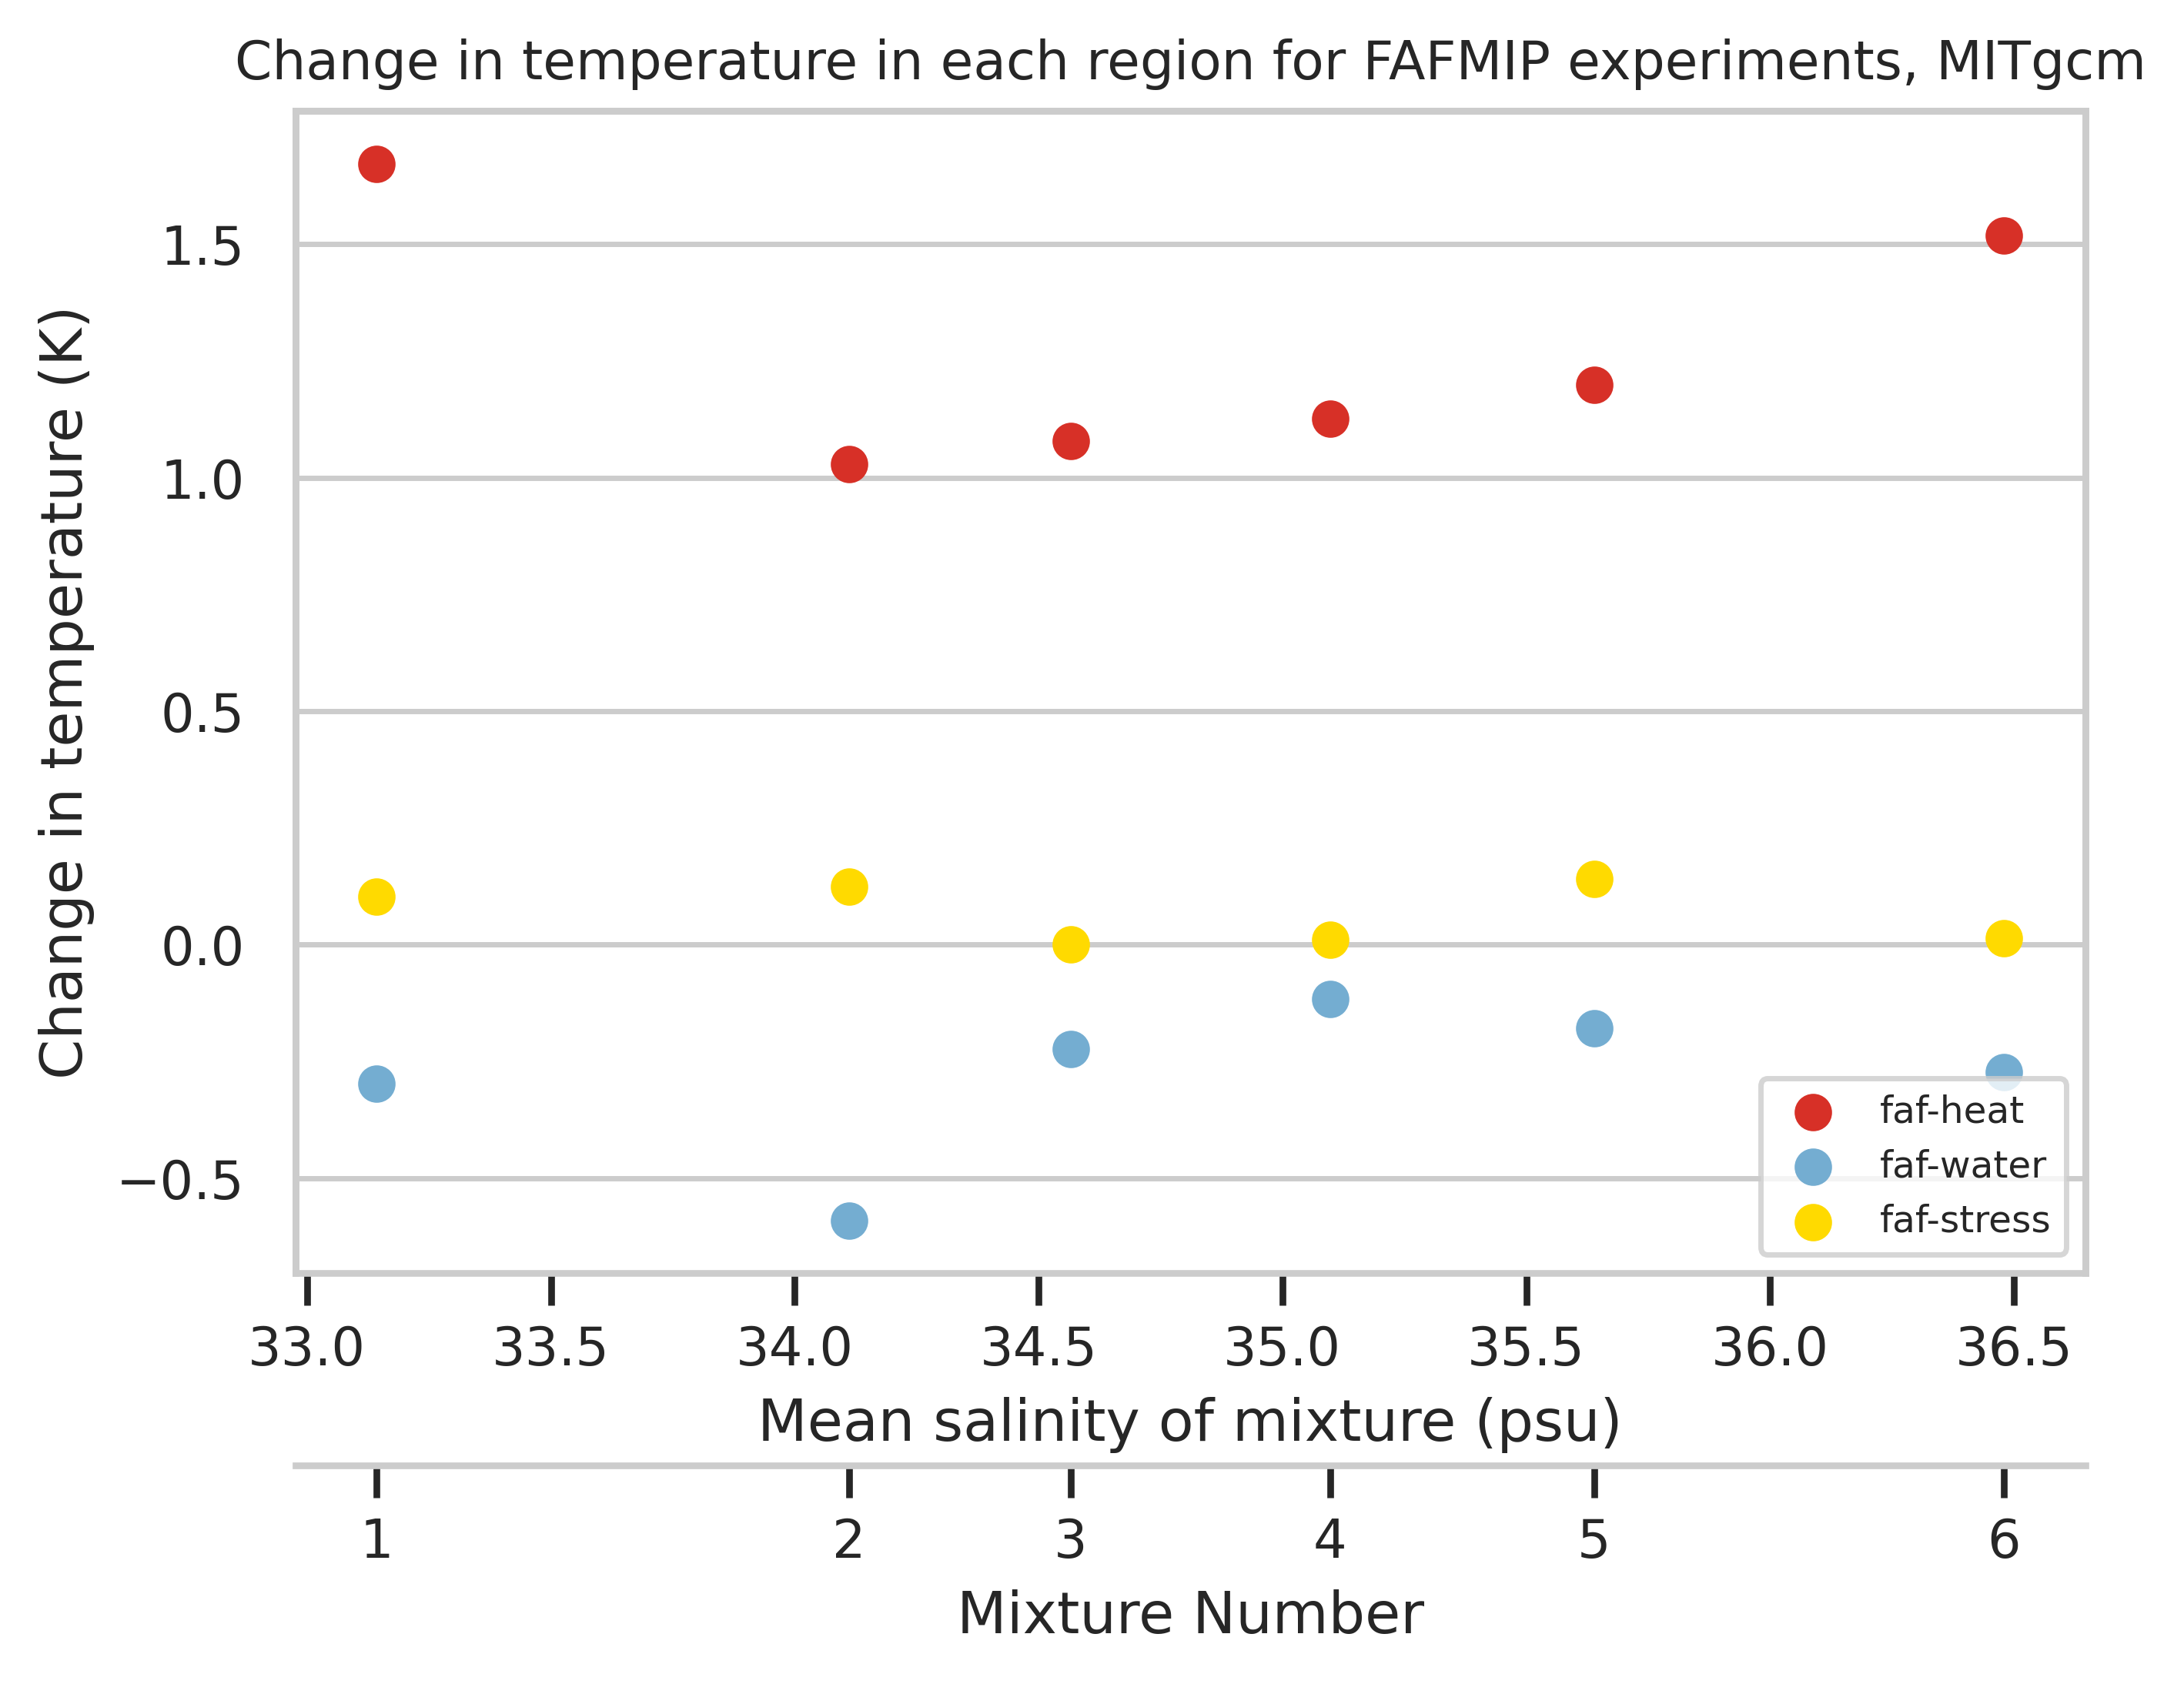 Change in temperature in each region for FAFMIP experiments, MITgcm
Change in temperature (K)
1.5
1.0
0.5
0.0
−0.5
faf-heat
faf-water
faf-stress
33.0 33.5 34.0 34.5 35.0 35.5 36.0 36.5
Mean salinity of mixture (psu)
1 2 3 4 5 6
Mixture Number